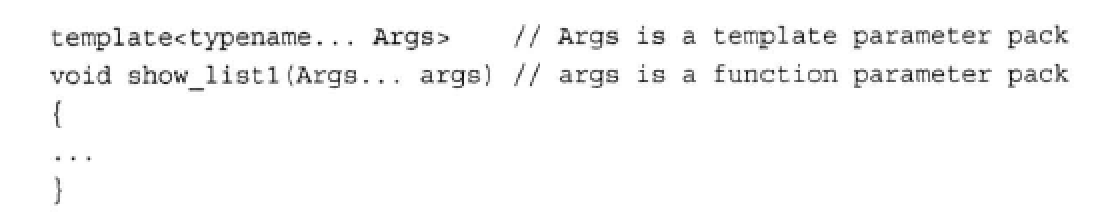 template<typename... Args>    // Args is a template parameter pack
void show_list1(Args... args) // args is a function parameter pack
{
...
}